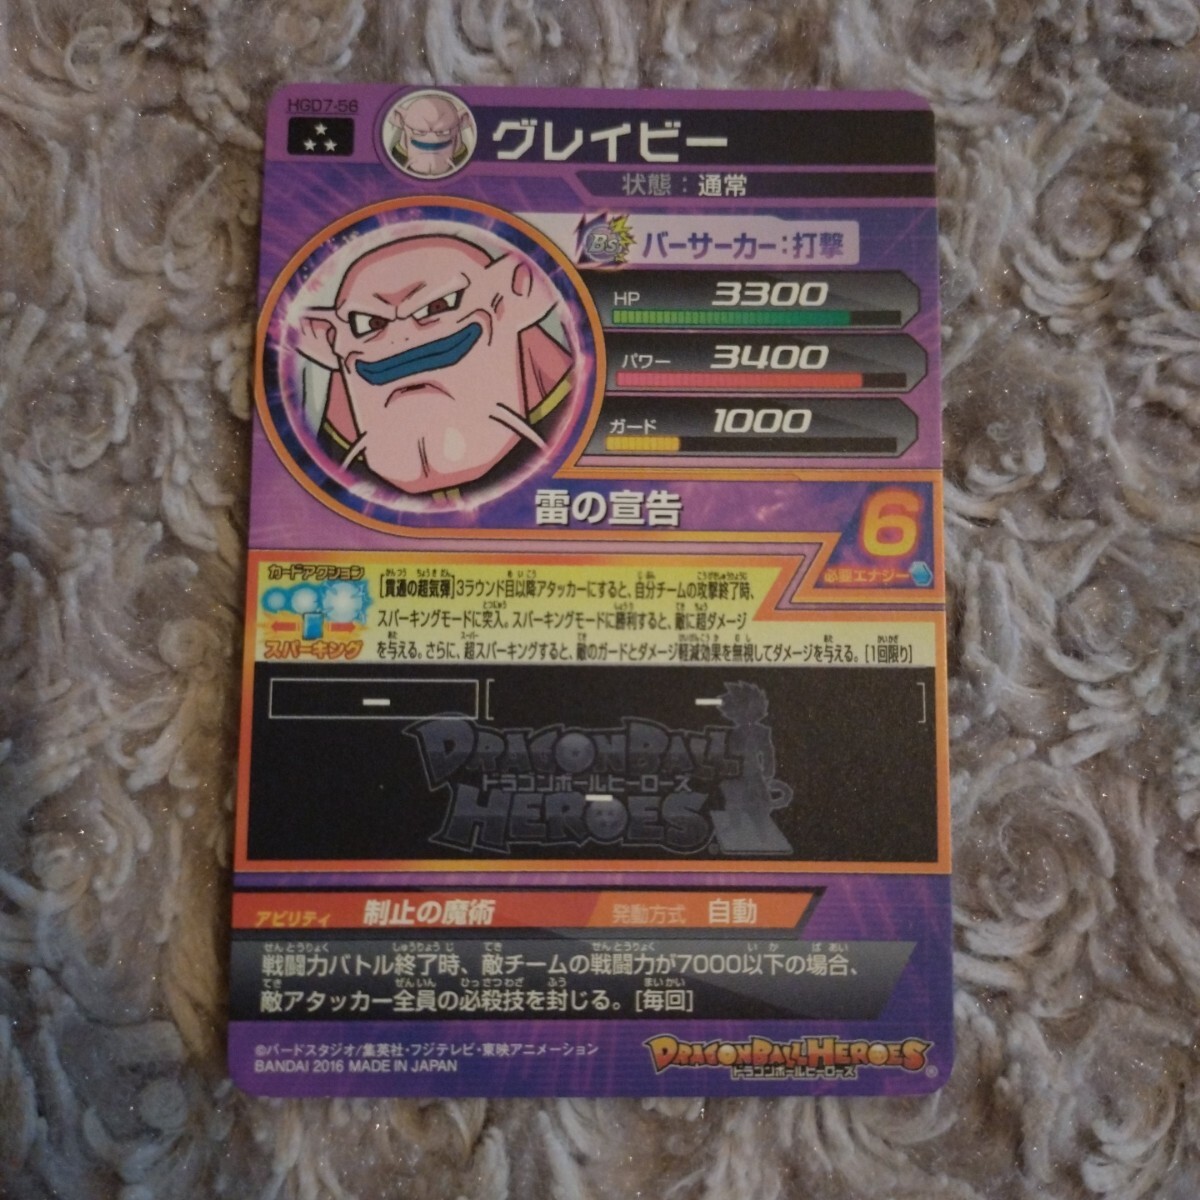 HGD7-56
グレイビー
状態：通常
Bs
バーサーカー：打撃
HP 3300
パワー 3400
ガード 1000
雷の宣告
6
必要エナジー
カードアクション
スパーキング
[貫通の超気弾]3ラウンド目以降アタッカーにすると、自分チームの攻撃終了時、
スパーキングモードに突入。スパーキングモードに勝利すると、敵に超ダメージ
を与える。さらに、超スパーキングすると、敵のガードとダメージ軽減効果を無視してダメージを与える。[1回限り]
ー [ ー ]
DRAGON BALL
ドラゴンボールヒーローズ
HEROES
ー
アビリティ 制止の魔術 発動方式 自動
戦闘力バトル終了時、敵チームの戦闘力が7000以下の場合、
敵アタッカー全員の必殺技を封じる。[毎回]
©バードスタジオ/集英社・フジテレビ・東映アニメーション
BANDAI 2016 MADE IN JAPAN
DRAGON BALL HEROES
ドラゴンボールヒーローズ
®